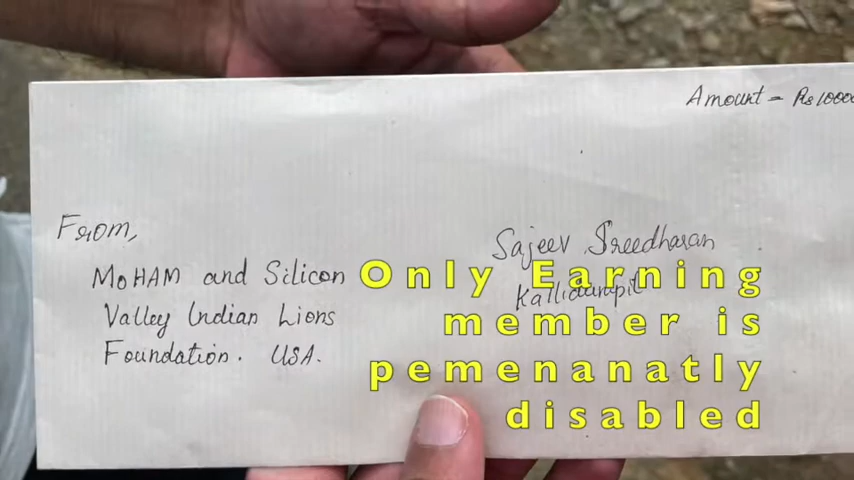 Amount = Rs 10000
From,
MOHAM and Silicon
Valley Indian Lions
Foundation. USA.
Sajeev Sreedharan
Only Earning
member is
pemenanatly
disabled